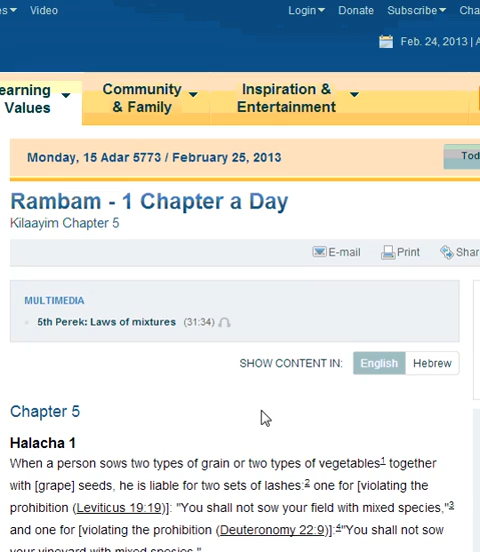 Video Login Donate Subscribe
Feb. 24, 2013 |
Community & Family
Inspiration & Entertainment
Values
Monday, 15 Adar 5773 / February 25, 2013
Rambam - 1 Chapter a Day
Kilaayim Chapter 5
E-mail Print
MULTIMEDIA
5th Perek: Laws of mixtures (31:34)
SHOW CONTENT IN: English Hebrew
Chapter 5
Halacha 1
When a person sows two types of grain or two types of vegetables1 together
with [grape] seeds, he is liable for two sets of lashes:2 one for [violating the
prohibition (Leviticus 19:19)]: "You shall not sow your field with mixed species,"3
and one for [violating the prohibition (Deuteronomy 22:9)]:4"You shall not sow
your vineyard with mixed species."